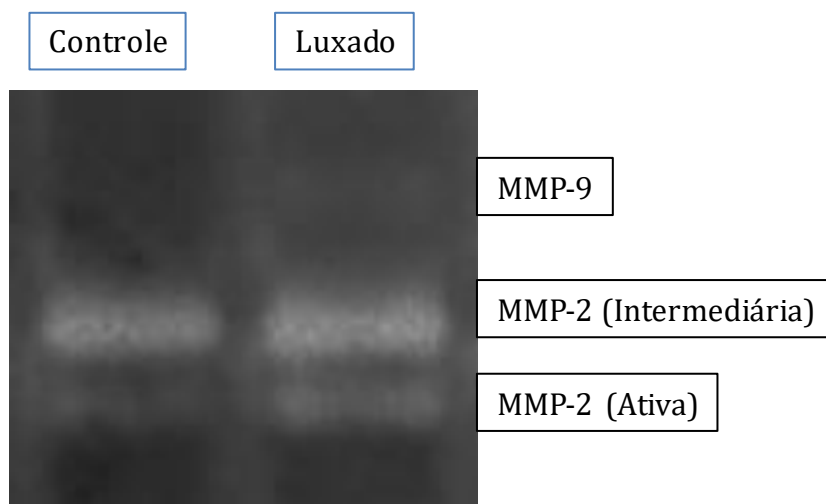 Controle
Luxado
MMP-9
MMP-2 (Intermediária)
MMP-2 (Ativa)